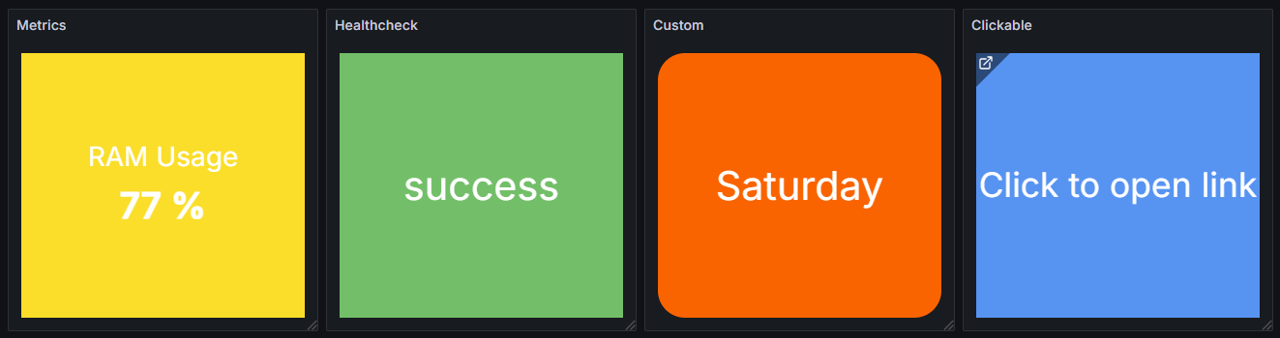 Metrics
RAM Usage
77 %
Healthcheck
success
Custom
Saturday
Clickable
Click to open link